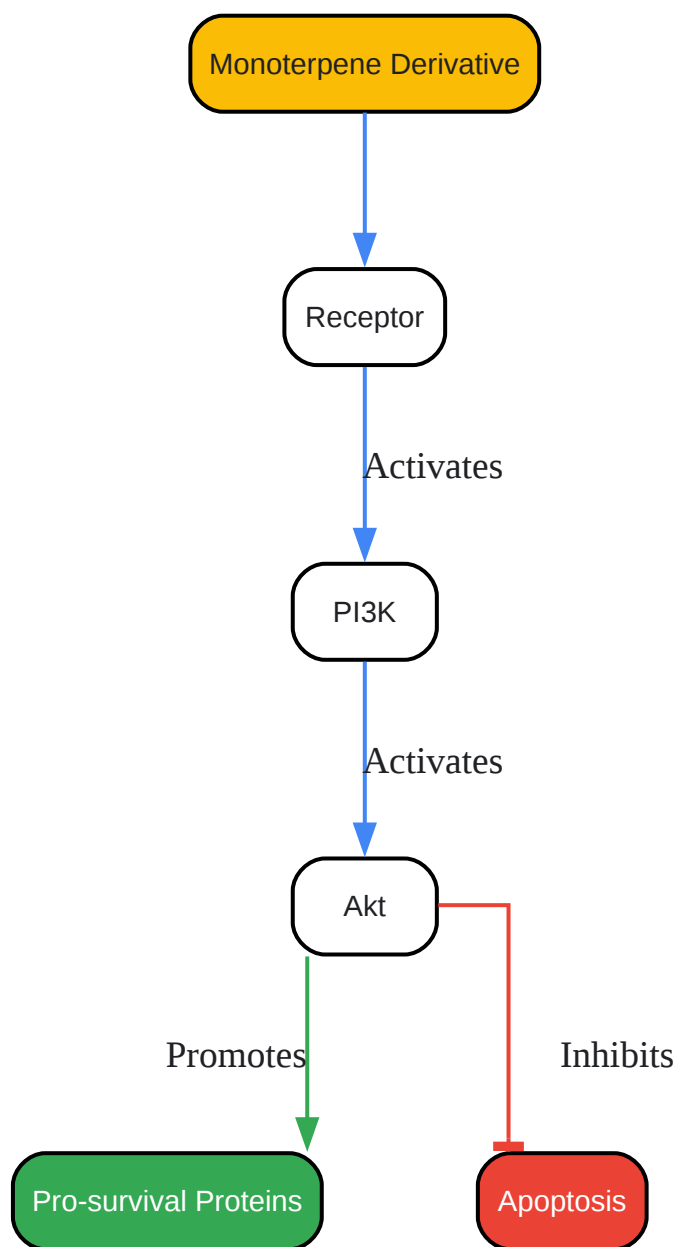 Monoterpene Derivative
Receptor
Activates
PI3K
Activates
Akt
Promotes
Inhibits
Pro-survival Proteins
Apoptosis